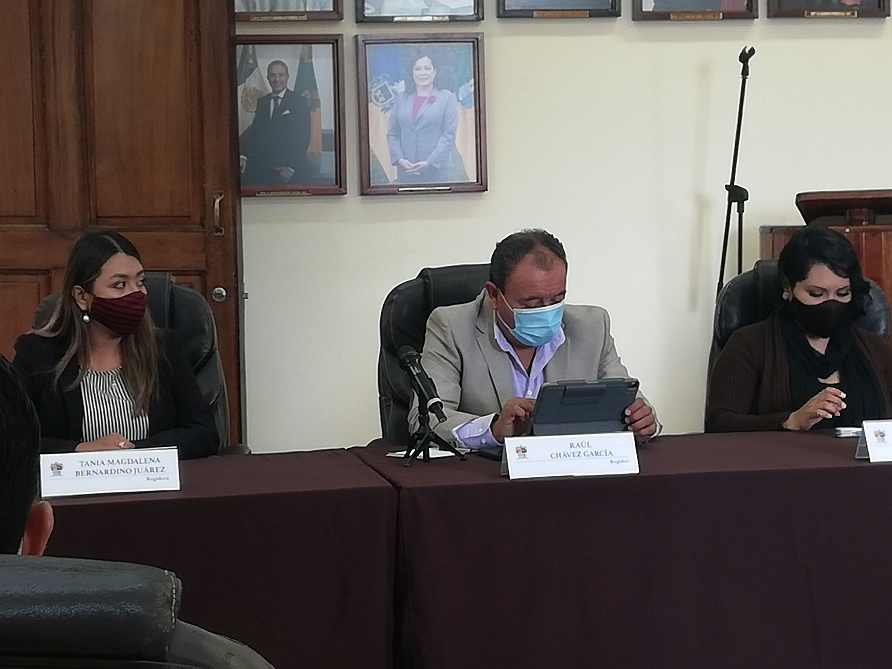 TANIA MAGDALENA
BERNARDINO JUÁREZ
Regidora
RAÚL
CHÁVEZ GARCÍA
Regidor